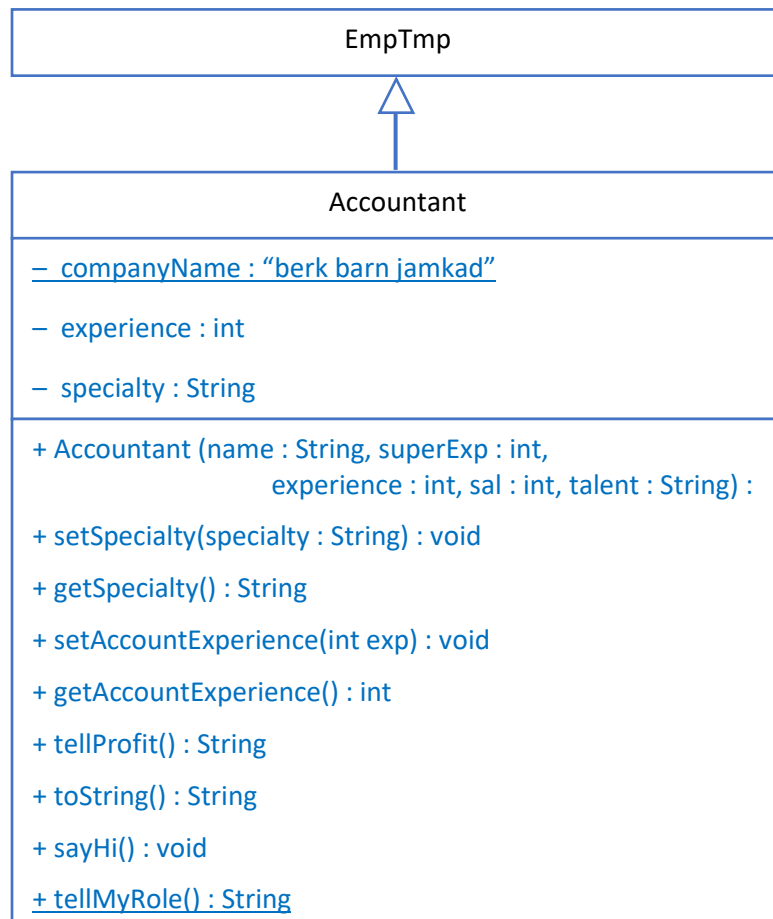 EmpTmp
Accountant
– companyName : “berk barn jamkad”
– experience : int
– specialty : String
+ Accountant (name : String, superExp : int,
experience : int, sal : int, talent : String) :
+ setSpecialty(specialty : String) : void
+ getSpecialty() : String
+ setAccountExperience(int exp) : void
+ getAccountExperience() : int
+ tellProfit() : String
+ toString() : String
+ sayHi() : void
+ tellMyRole() : String